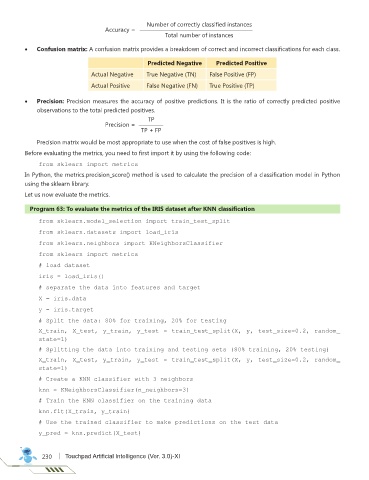 Accuracy = Number of correctly classified instances
Total number of instances
• Confusion matrix: A confusion matrix provides a breakdown of correct and incorrect classifications for each class.
Predicted Negative Predicted Positive
Actual Negative True Negative (TN) False Positive (FP)
Actual Positive False Negative (FN) True Positive (TP)
• Precision: Precision measures the accuracy of positive predictions. It is the ratio of correctly predicted positive
observations to the total predicted positives.
Precision = TP
TP + FP
Precision matrix would be most appropriate to use when the cost of false positives is high.
Before evaluating the metrics, you need to first import it by using the following code:
from sklearn import metrics
In Python, the metrics.precision_score() method is used to calculate the precision of a classification model in Python
using the sklearn library.
Let us now evaluate the metrics.
Program 63: To evaluate the metrics of the IRIS dataset after KNN classification
from sklearn.model_selection import train_test_split
from sklearn.datasets import load_iris
from sklearn.neighbors import KNeighborsClassifier
from sklearn import metrics
# load dataset
iris = load_iris()
# separate the data into features and target
X = iris.data
y = iris.target
# Split the data: 80% for training, 20% for testing
X_train, X_test, y_train, y_test = train_test_split(X, y, test_size=0.2, random_
state=1)
# Splitting the data into training and testing sets (80% training, 20% testing)
X_train, X_test, y_train, y_test = train_test_split(X, y, test_size=0.2, random_
state=1)
# Create a KNN classifier with 3 neighbors
knn = KNeighborsClassifier(n_neighbors=3)
# Train the KNN classifier on the training data
knn.fit(X_train, y_train)
# Use the trained classifier to make predictions on the test data
y_pred = knn.predict(X_test)
230 Touchpad Artificial Intelligence (Ver. 3.0)-XI